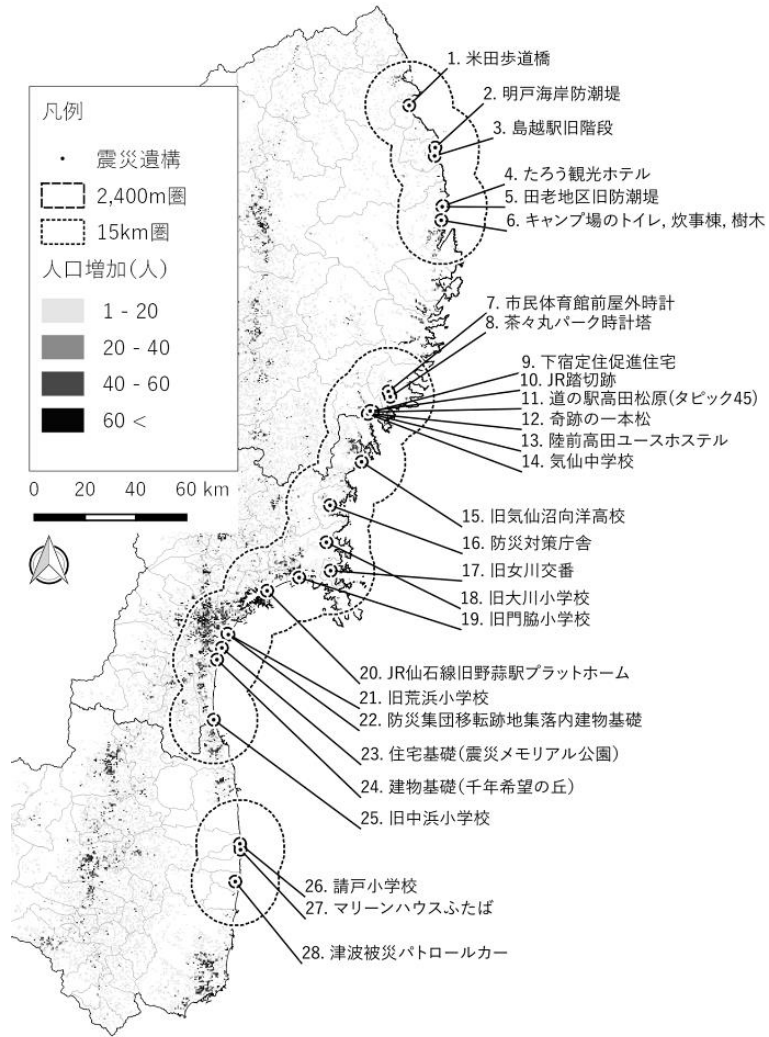 1. 米田歩道橋
2. 明戸海岸防潮堤
3. 島越駅旧階段
4. たろう観光ホテル
5. 田老地区旧防潮堤
6. キャンプ場のトイレ, 炊事棟, 樹木
凡例
震災遺構
2,400m圏
15km圏
人口増加(人)
1 - 20
20 - 40
40 - 60
60 <
0 20 40 60 km
7. 市民体育館前屋外時計
8. 茶々丸パーク時計塔
9. 下宿定住促進住宅
10. JR踏切跡
11. 道の駅高田松原(タピック45)
12. 奇跡の一本松
13. 陸前高田ユースホステル
14. 気仙中学校
15. 旧気仙沼向洋高校
16. 防災対策庁舎
17. 旧女川交番
18. 旧大川小学校
19. 旧門脇小学校
20. JR仙石線旧野蒜駅プラットホーム
21. 旧荒浜小学校
22. 防災集団移転跡地集落内建物基礎
23. 住宅基礎(震災メモリアル公園)
24. 建物基礎(千年希望の丘)
25. 旧中浜小学校
26. 請戸小学校
27. マリーンハウスふたば
28. 津波被災パトロールカー